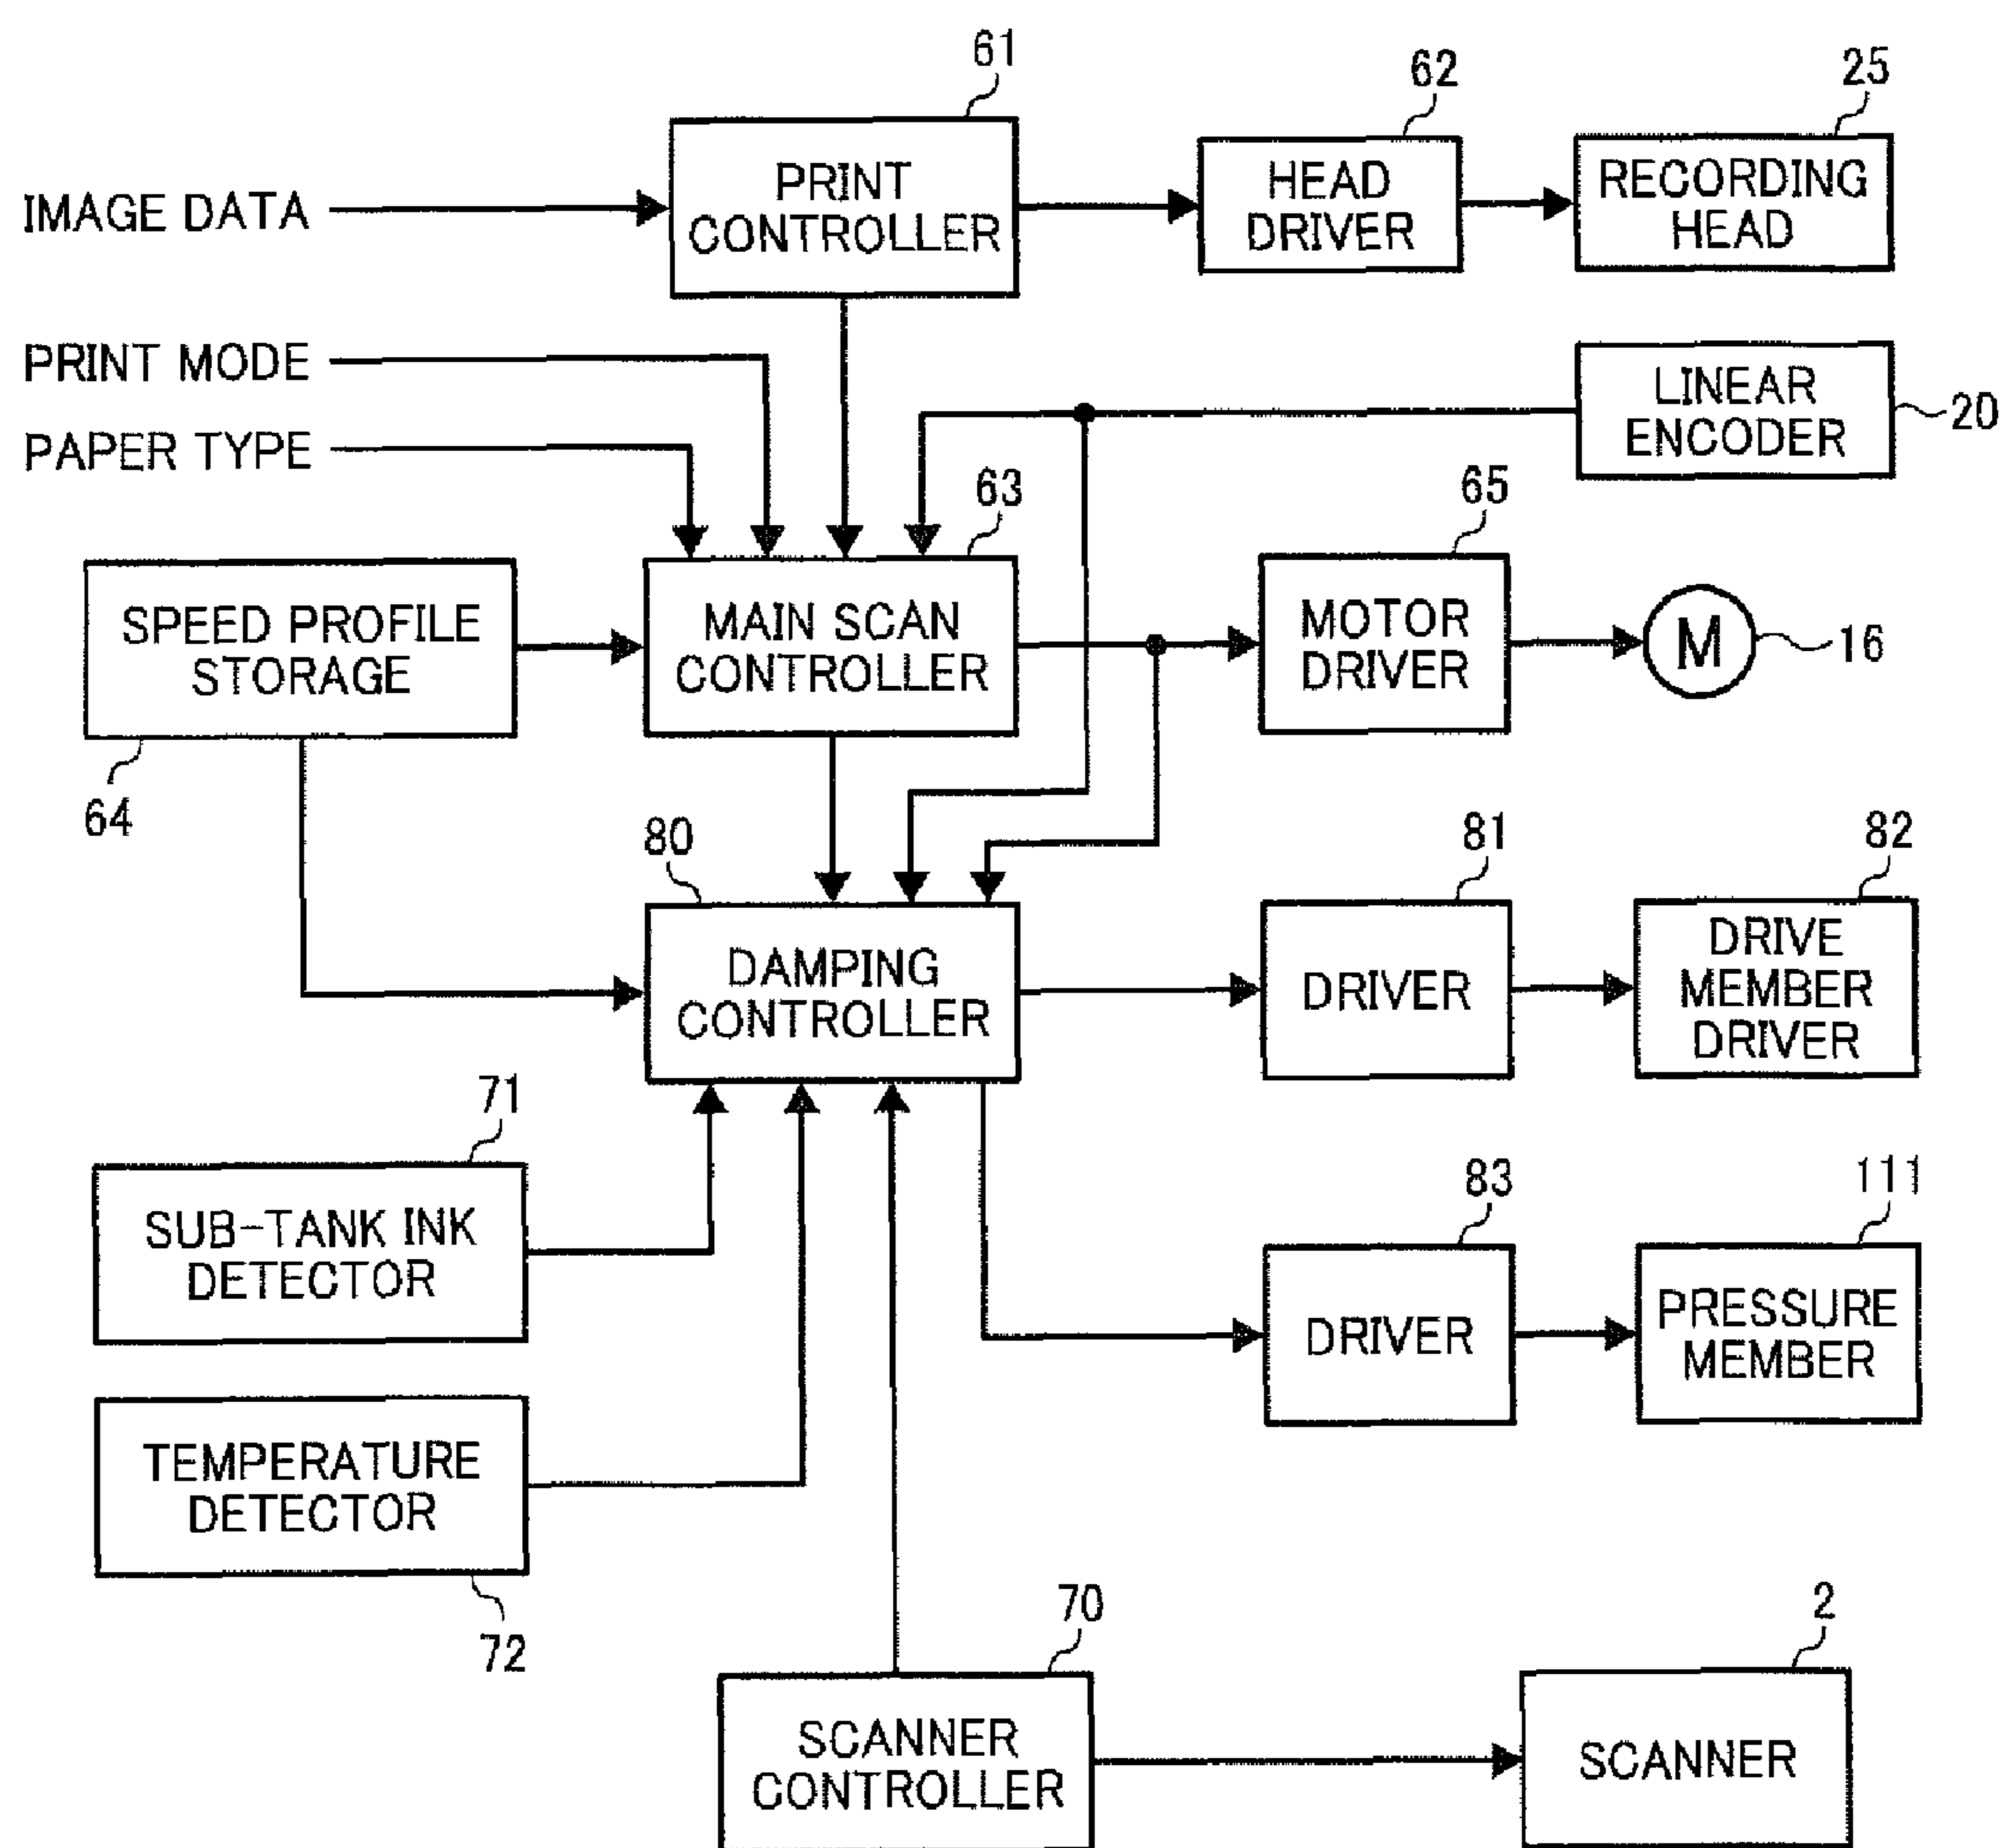 61
62
25
IMAGE DATA
PRINT
CONTROLLER
HEAD
DRIVER
RECORDING
HEAD
PRINT MODE
PAPER TYPE
LINEAR
ENCODER
20
63
65
SPEED PROFILE
STORAGE
MAIN SCAN
CONTROLLER
MOTOR
DRIVER
M
16
64
80
81
82
DAMPING
CONTROLLER
DRIVER
DRIVE
MEMBER
DRIVER
71
83
111
SUB-TANK INK
DETECTOR
DRIVER
PRESSURE
MEMBER
TEMPERATURE
DETECTOR
72
70
2
SCANNER
CONTROLLER
SCANNER